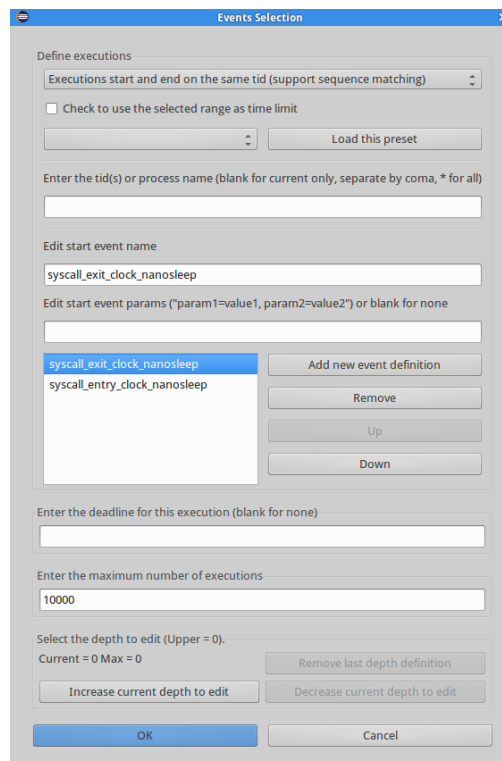 Events Selection
Define executions
Executions start and end on the same tid (support sequence matching)
Check to use the selected range as time limit
Load this preset
Enter the tid(s) or process name (blank for current only, separate by coma, * for all)
Edit start event name
syscall_exit_clock_nanosleep
Edit start event params ("param1=value1, param2=value2") or blank for none
syscall_exit_clock_nanosleep
Add new event definition
syscall_entry_clock_nanosleep
Remove
Up
Down
Enter the deadline for this execution (blank for none)
Enter the maximum number of executions
10000
Select the depth to edit (Upper = 0).
Current = 0 Max = 0
Remove last depth definition
Increase current depth to edit
Decrease current depth to edit
OK
Cancel